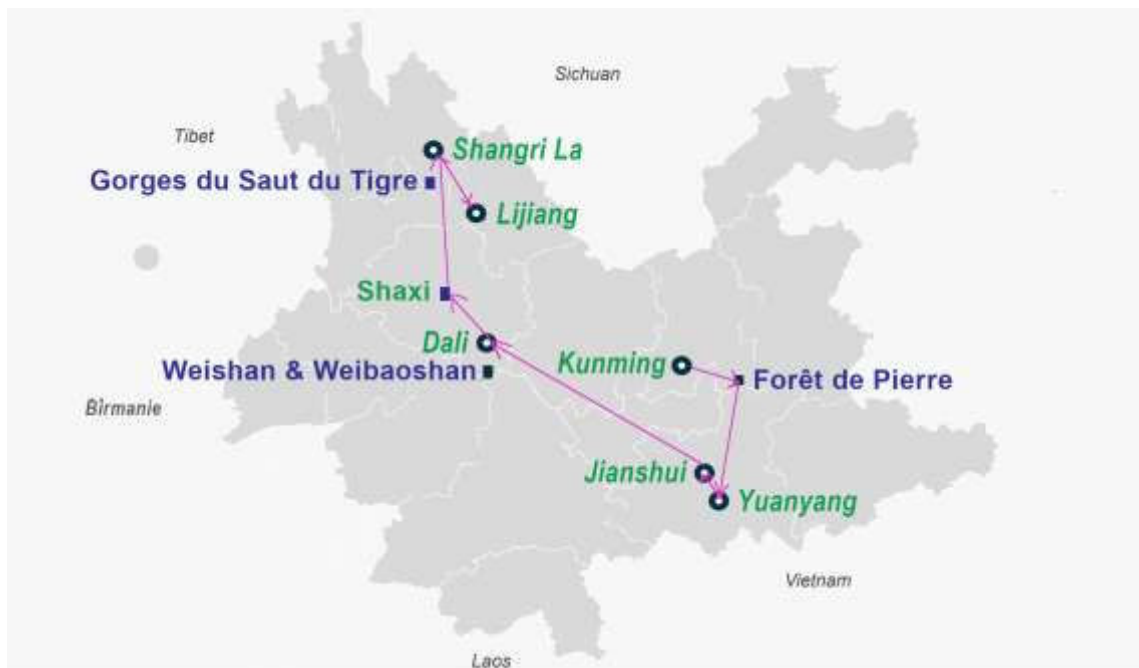 Sichuan
Tibet
Shangri La
Gorges du Saut du Tigre
Lijiang
Shaxi
Dali
Kunming
Weishan & Weibaoshan
Forêt de Pierre
Birmanie
Jianshui
Yuanyang
Vietnam
Laos